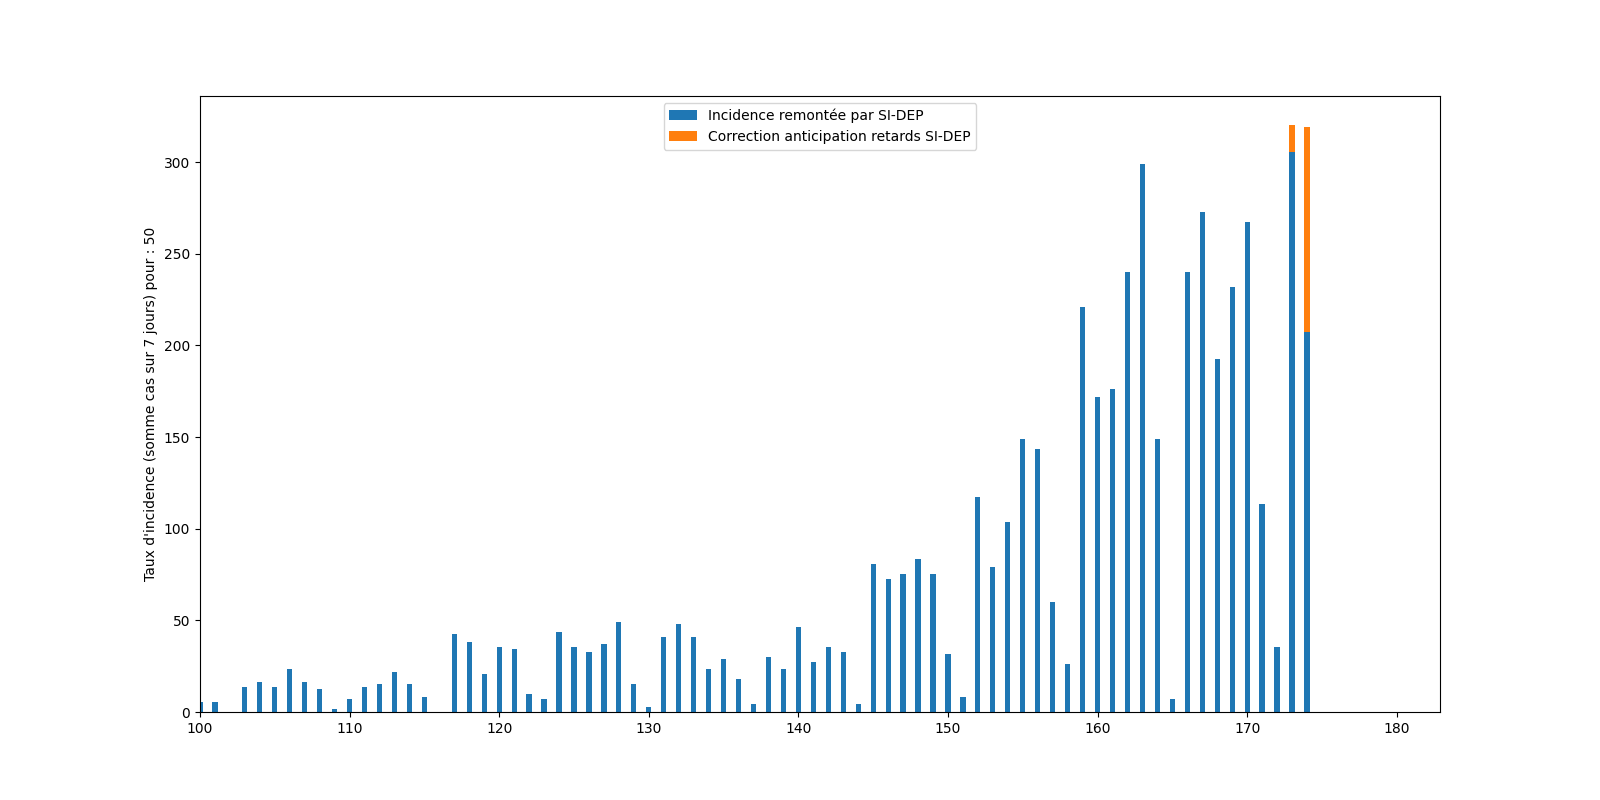 Incidence remontée par SI-DEP
Correction anticipation retards SI-DEP
Taux d'incidence (somme cas sur 7 jours) pour : 50
300
250
200
150
100
50
0
100 110 120 130 140 150 160 170 180